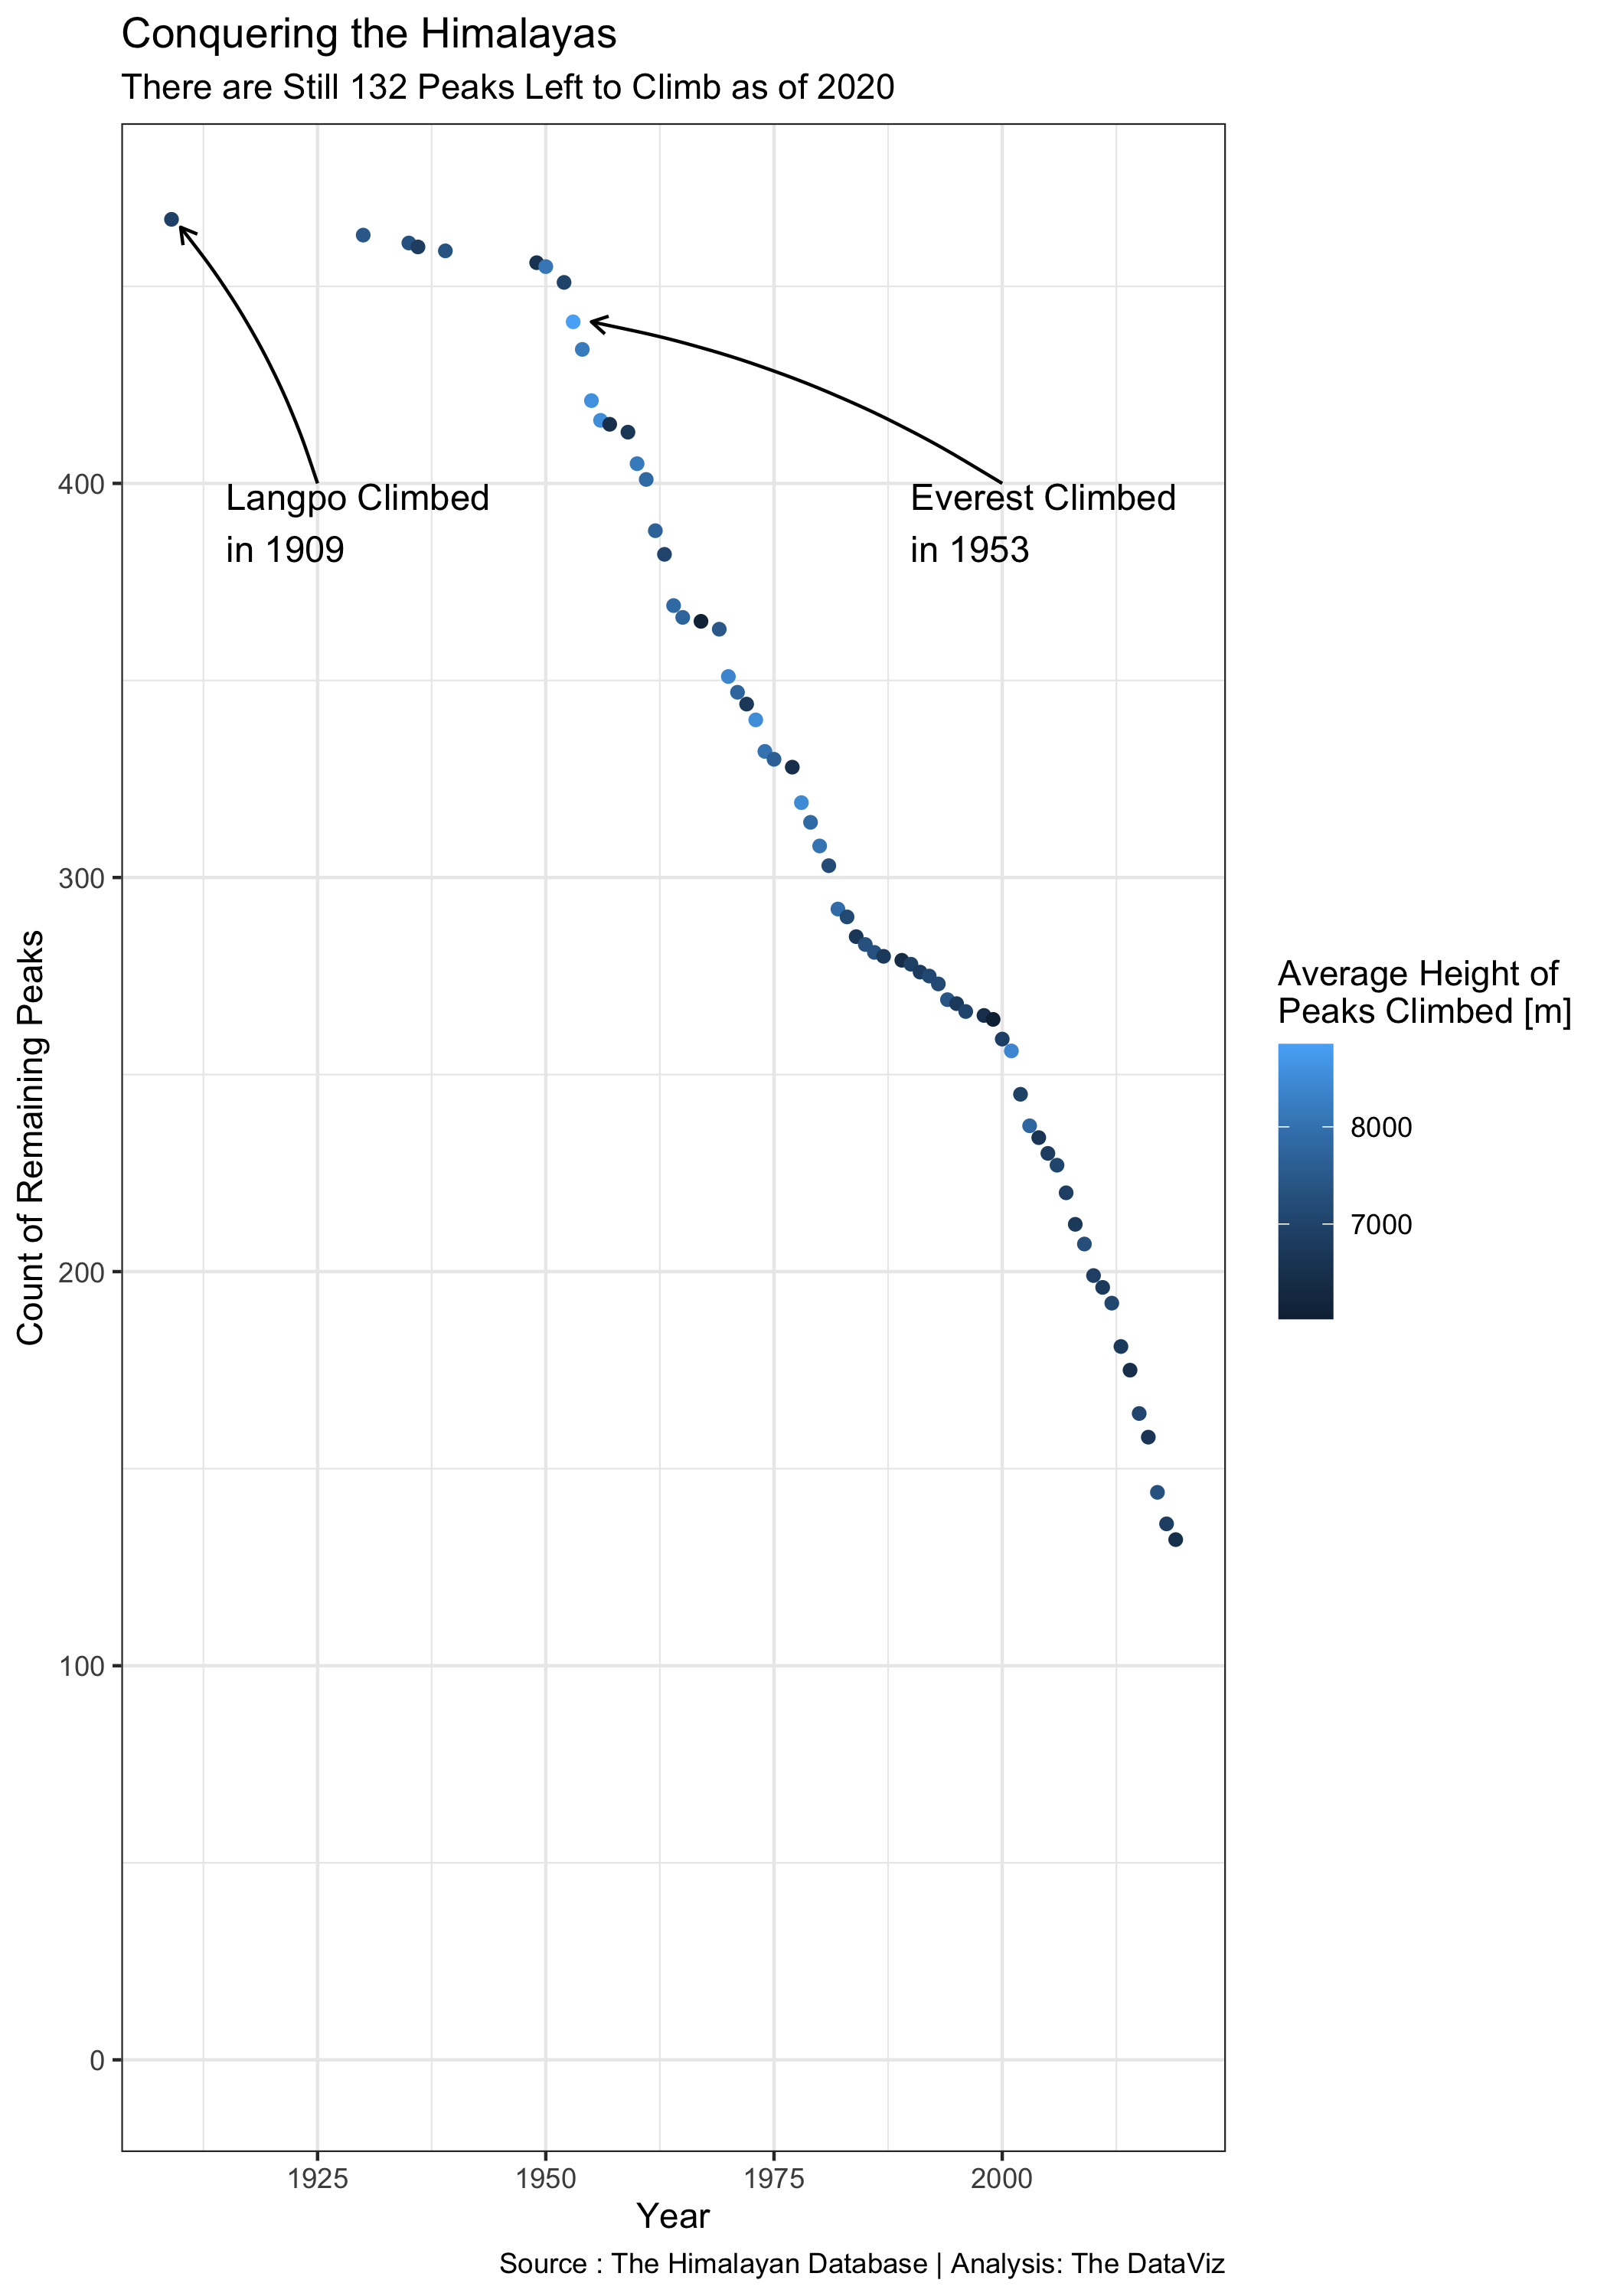 Conquering the Himalayas
There are Still 132 Peaks Left to Climb as of 2020
Count of Remaining Peaks
400
300
200
100
0
Langpo Climbed
in 1909
Everest Climbed
in 1953
1925
1950
1975
2000
Year
Average Height of
Peaks Climbed [m]
8000
7000
Source : The Himalayan Database | Analysis: The DataViz